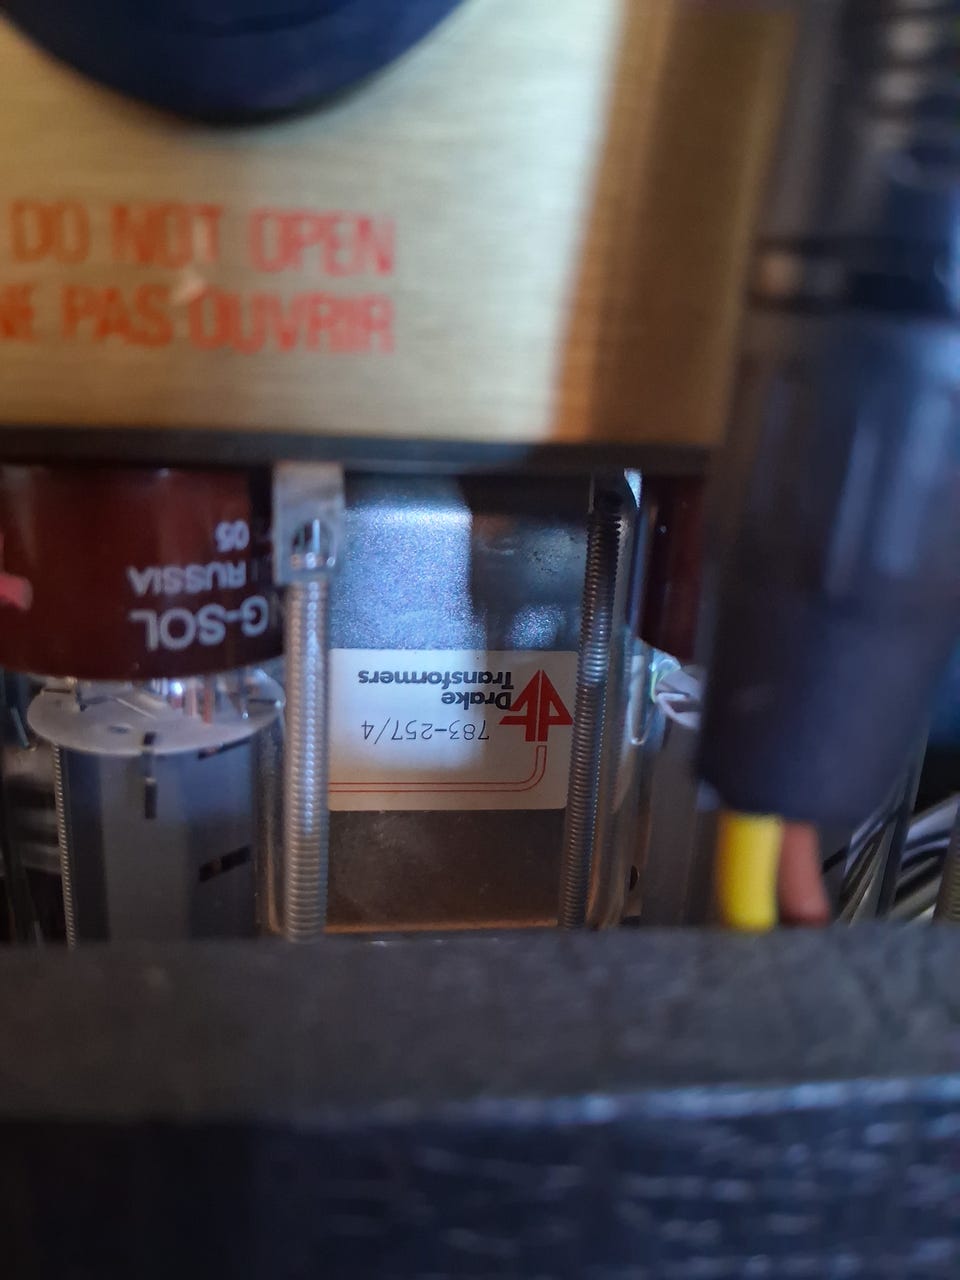 DO NOT OPEN
NE PAS OUVRIR
G-SOL
RUSSIA
05
Drake
Transformers
783-257/4